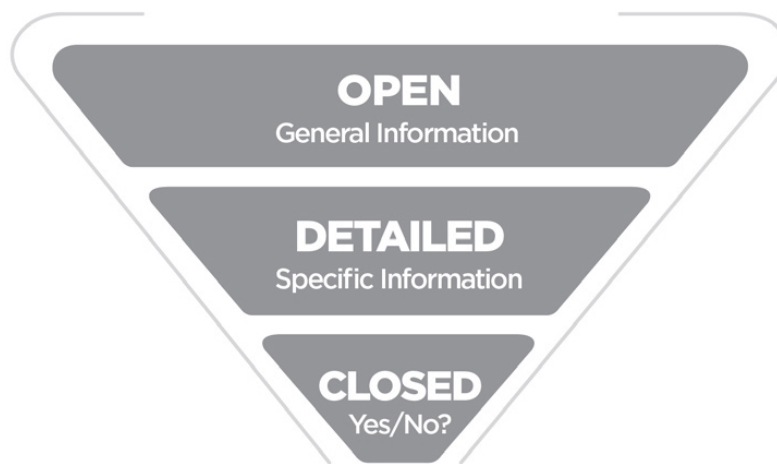 OPEN
General Information
DETAILED
Specific Information
CLOSED
Yes/No?